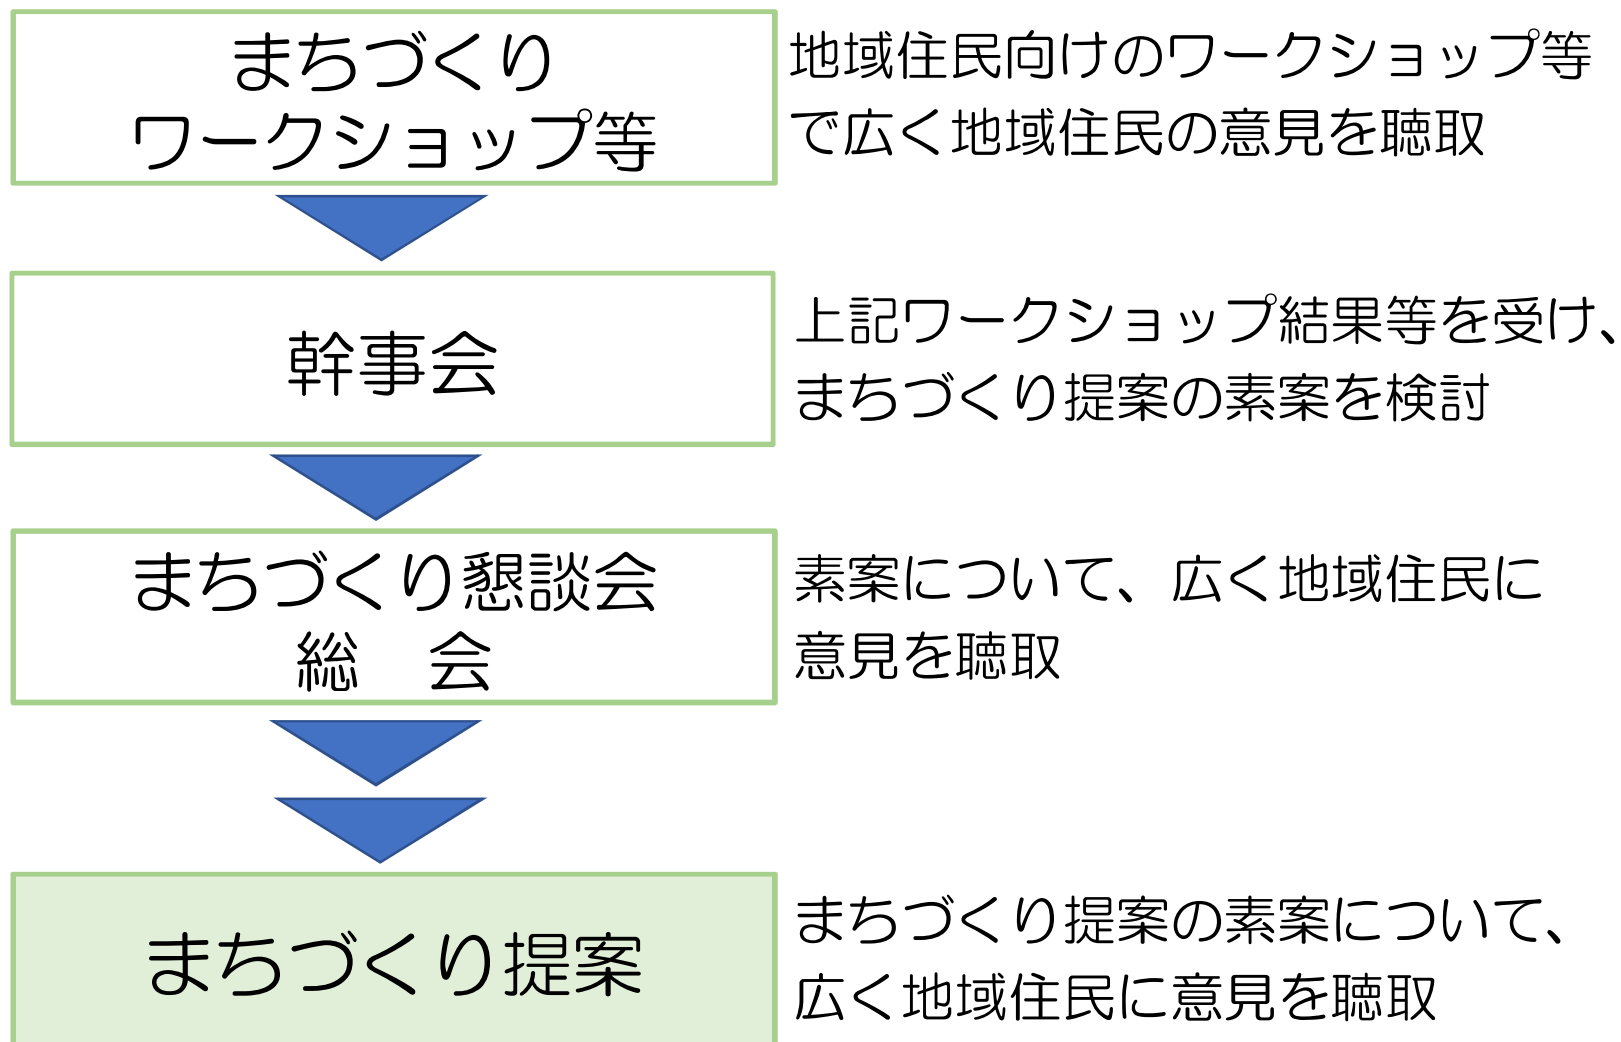 まちづくり
ワークショップ等
地域住民向けのワークショップ等
で広く地域住民の意見を聴取
幹事会
上記ワークショップ結果等を受け、
まちづくり提案の素案を検討
まちづくり懇談会
総　会
素案について、広く地域住民に
意見を聴取
まちづくり提案
まちづくり提案の素案について、
広く地域住民に意見を聴取